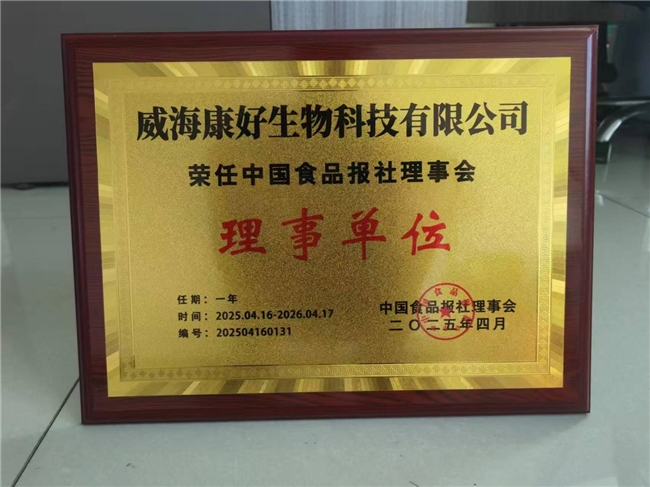 威海康好生物科技有限公司
荣任中国食品报社理事会
理事单位
任期：一年
时间：2025.04.16-2026.04.17
编号：202504160131
中国食品报社理事会
二〇二五年四月